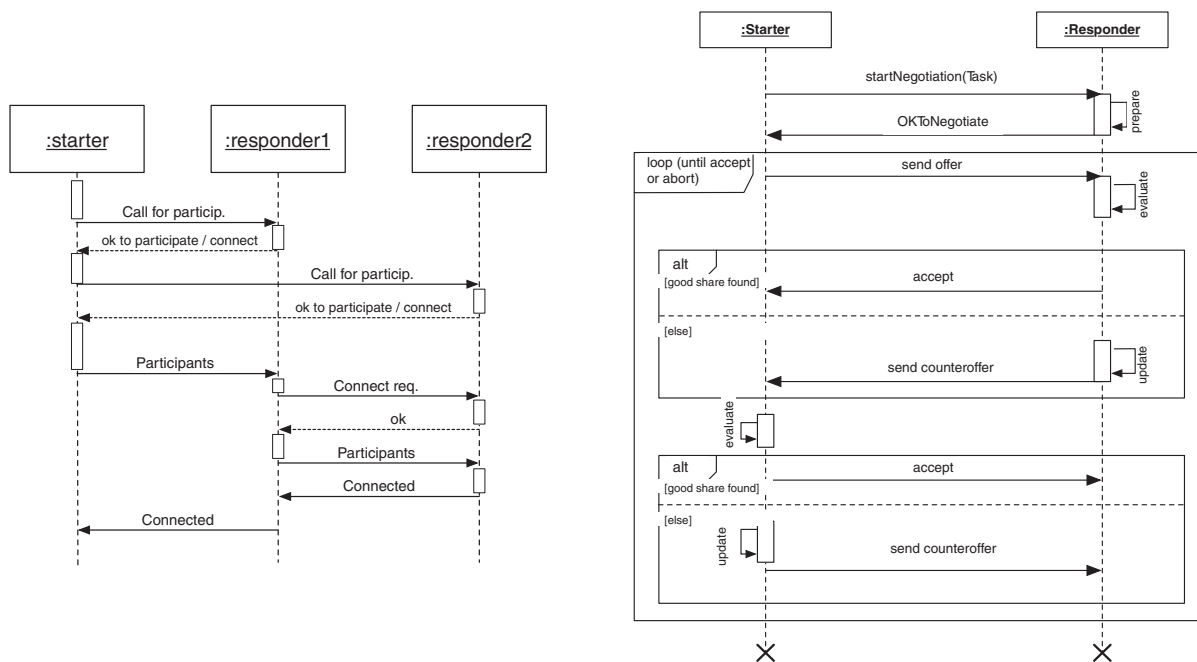 :starter
:responder1
:responder2
Call for particip.
ok to participate / connect
Call for particip.
ok to participate / connect
Participants
Connect req.
ok
Participants
Connected
Connected
:Starter
:Responder
startNegotiation(Task)
prepare
OKToNegotiate
loop (until accept
or abort)
send offer
evaluate
alt
[good share found]
accept
[else]
update
send counteroffer
evaluate
alt
[good share found]
accept
[else]
update
send counteroffer